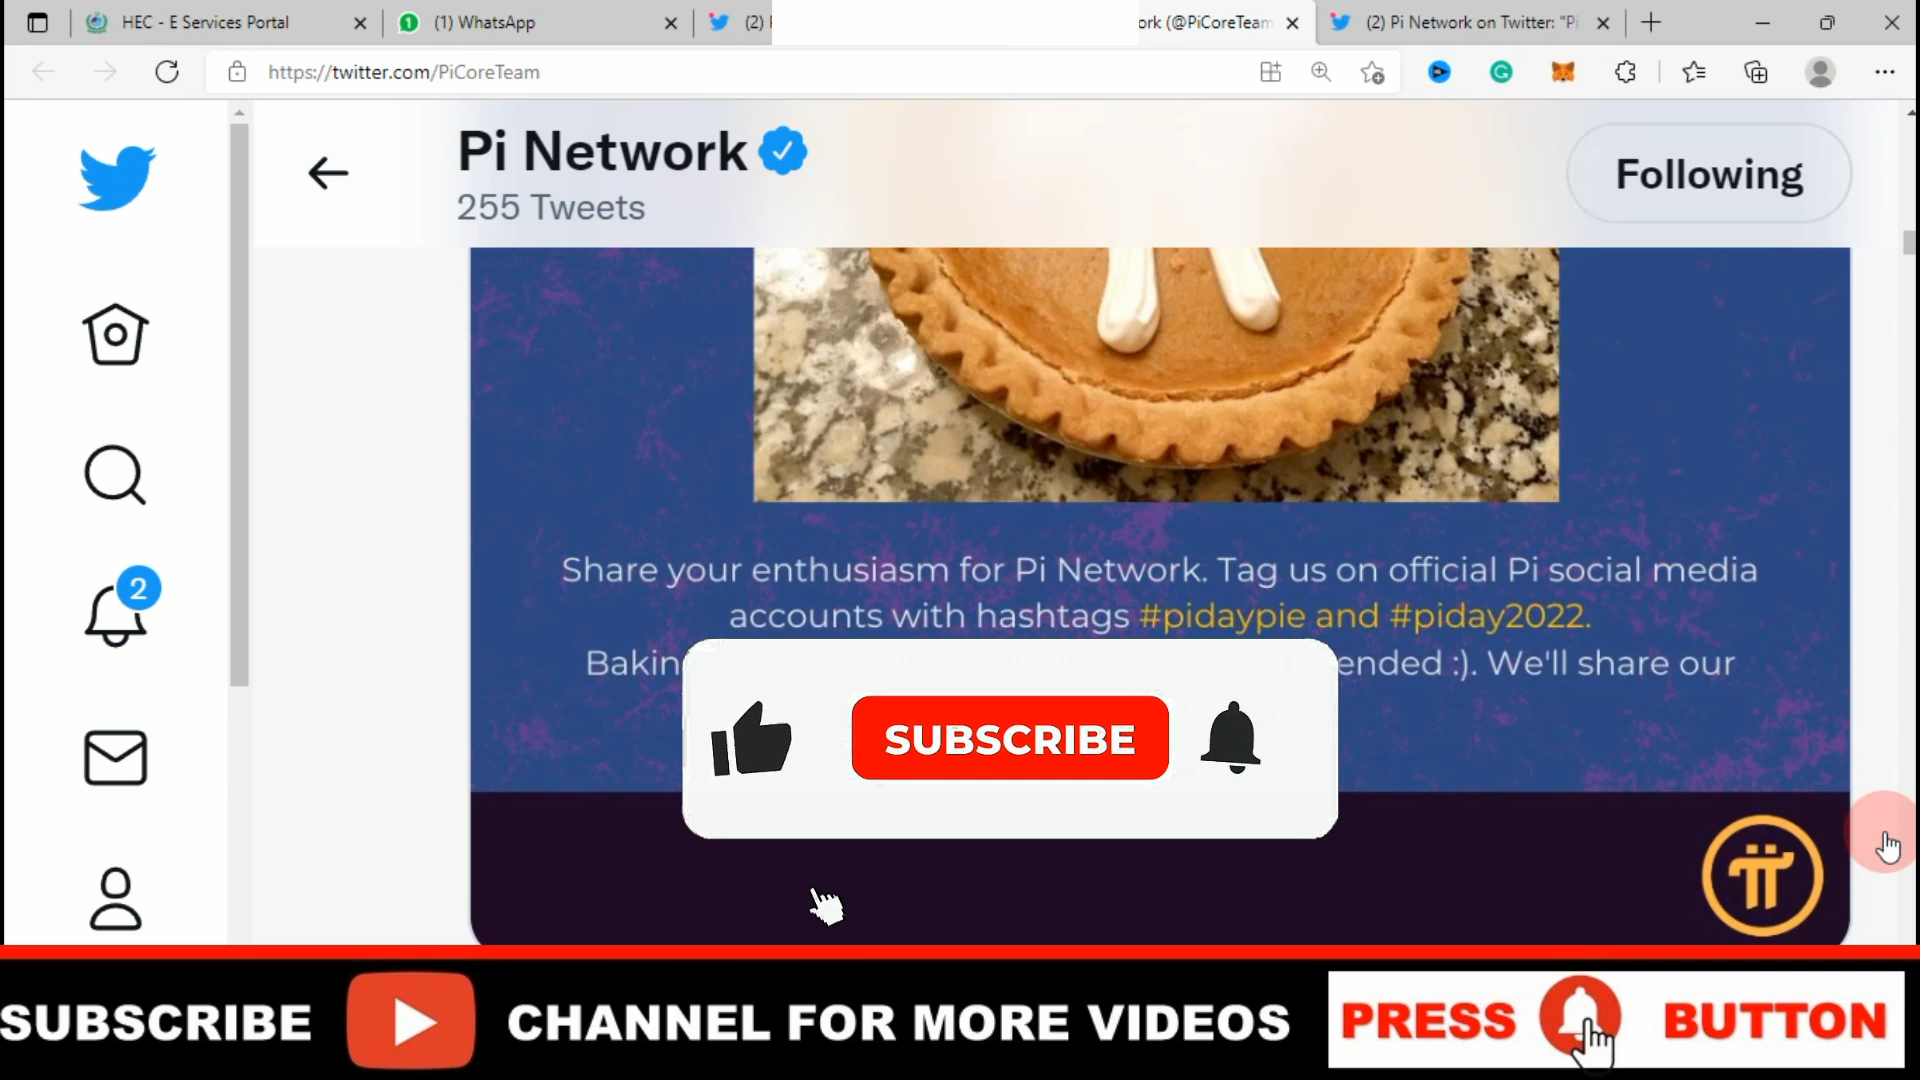 HEC - E Services Portal
(1) WhatsApp
(2)
ork (@PiCoreTeam
(2) Pi Network on Twitter: "Pi
https://twitter.com/PiCoreTeam
Pi Network
255 Tweets
Following
2
Share your enthusiasm for Pi Network. Tag us on official Pi social media
accounts with hashtags #pidaypie and #piday2022.
Bakin ended :). We'll share our
SUBSCRIBE
SUBSCRIBE CHANNEL FOR MORE VIDEOS PRESS BUTTON